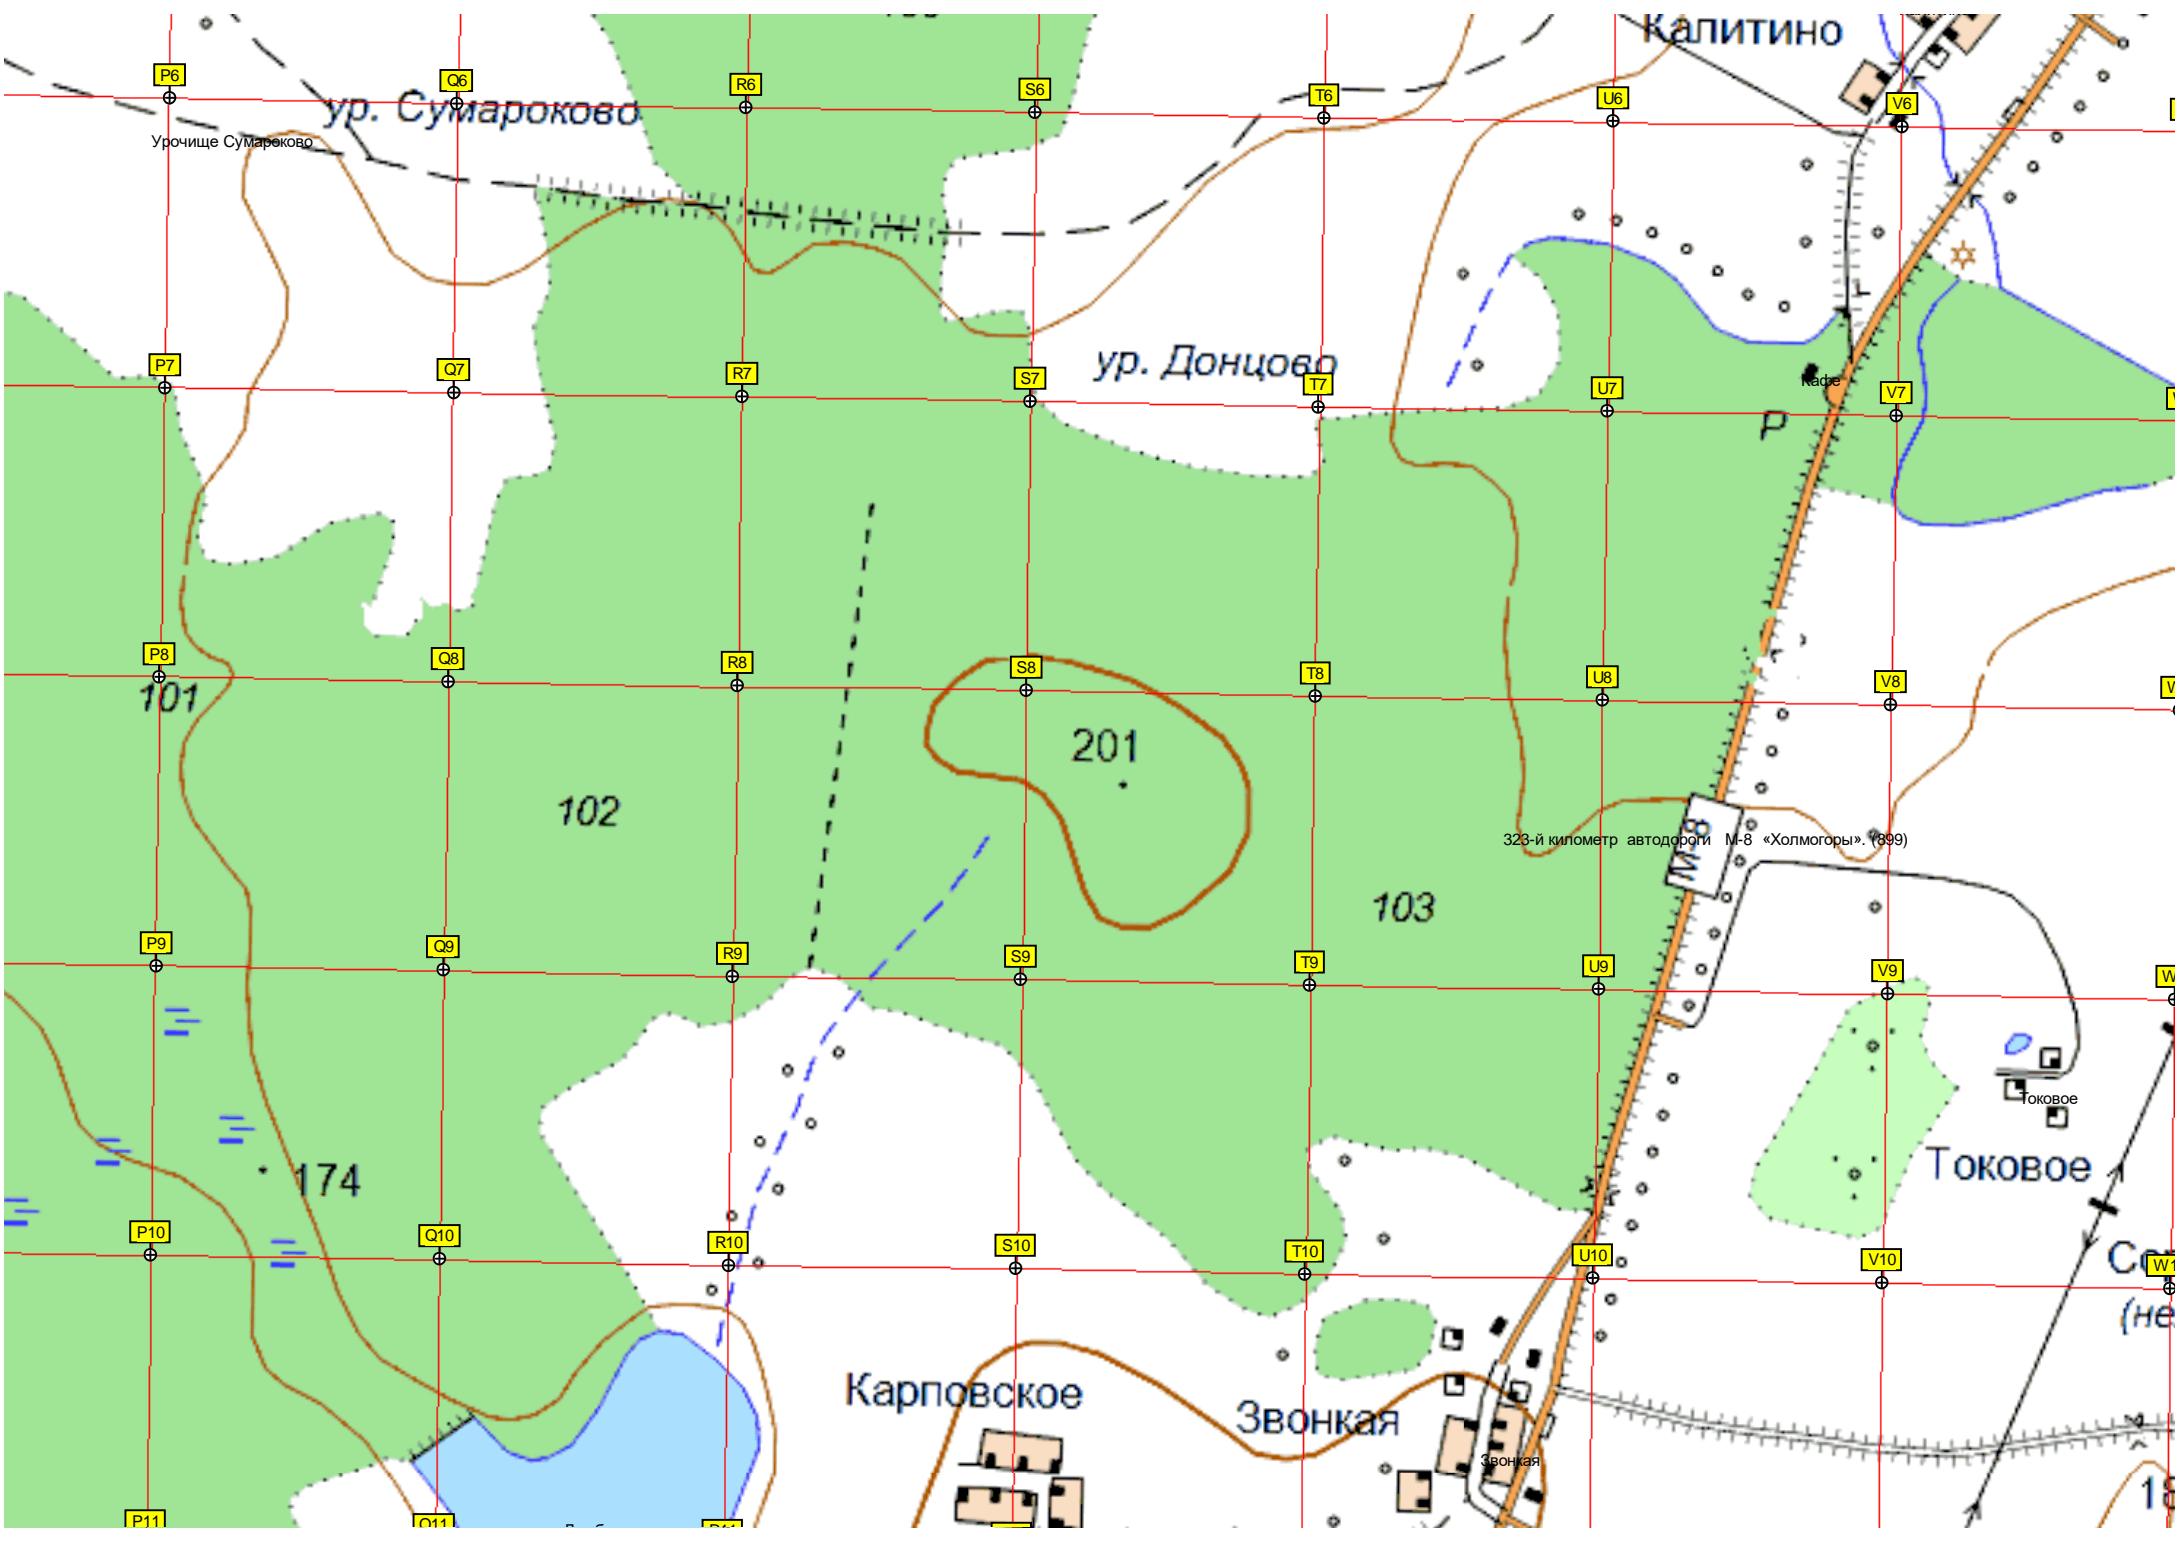 Калитино
P6
Q6
R6
S6
T6
U6
V6
ур. Сумароково
Урочище Сумароково
ур. Донцово
P7
Q7
R7
S7
T7
U7
V7
Кафе
P
P8
Q8
R8
S8
T8
U8
V8
101
201
102
М-8
323-й километр автодороги М-8 «Холмогоры». (899)
103
P9
Q9
R9
S9
T9
U9
V9
W
Токовое
Токовое
174
P10
Q10
R10
S10
T10
U10
V10
W1
(не
Карповское
Звонкая
Звонкая
18
P11
Q11